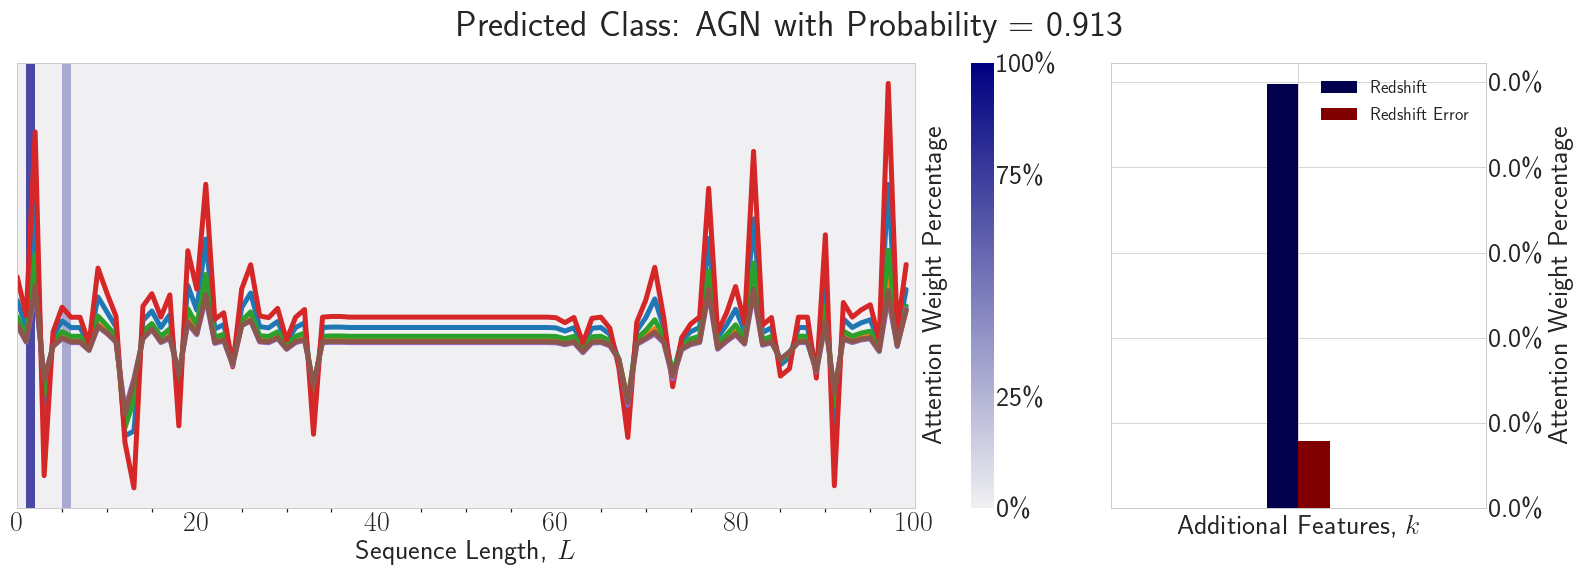 Predicted Class: AGN with Probability = 0.913
0
20
40
60
80
100
Sequence Length, L
100%
75%
25%
0%
Attention Weight Percentage
Redshift
Redshift Error
0.0%
0.0%
0.0%
0.0%
0.0%
0.0%
Attention Weight Percentage
Additional Features, k